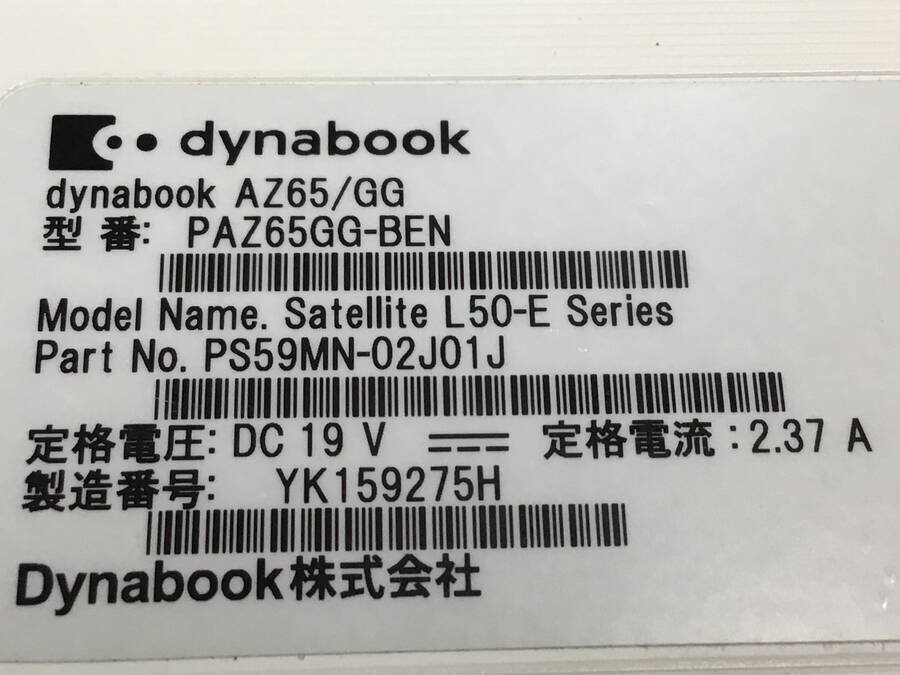 dynabook
dynabook AZ65/GG
型 番: PAZ65GG-BEN
Model Name. Satellite L50-E Series
Part No. PS59MN-02J01J
定格電圧: DC 19 V ⎓ 定格電流 : 2.37 A
製造番号: YK159275H
Dynabook株式会社